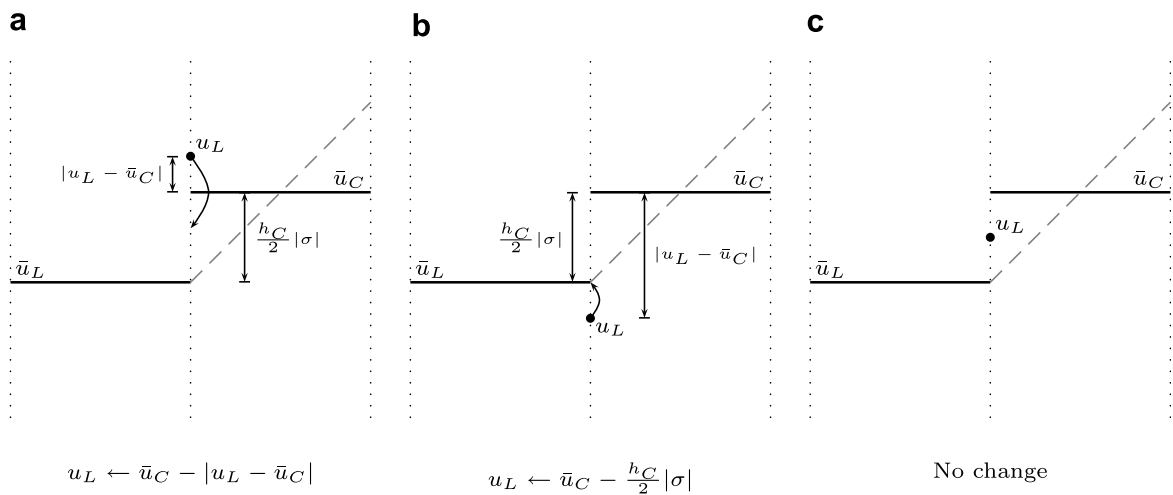 a
b
c
u_L
|u_L − ū_C|
ū_C
h_C/2 |σ|
ū_L
ū_C
h_C/2 |σ|
|u_L − ū_C|
ū_L
u_L
ū_C
u_L
ū_L
u_L ← ū_C − |u_L − ū_C|
u_L ← ū_C − h_C/2 |σ|
No change